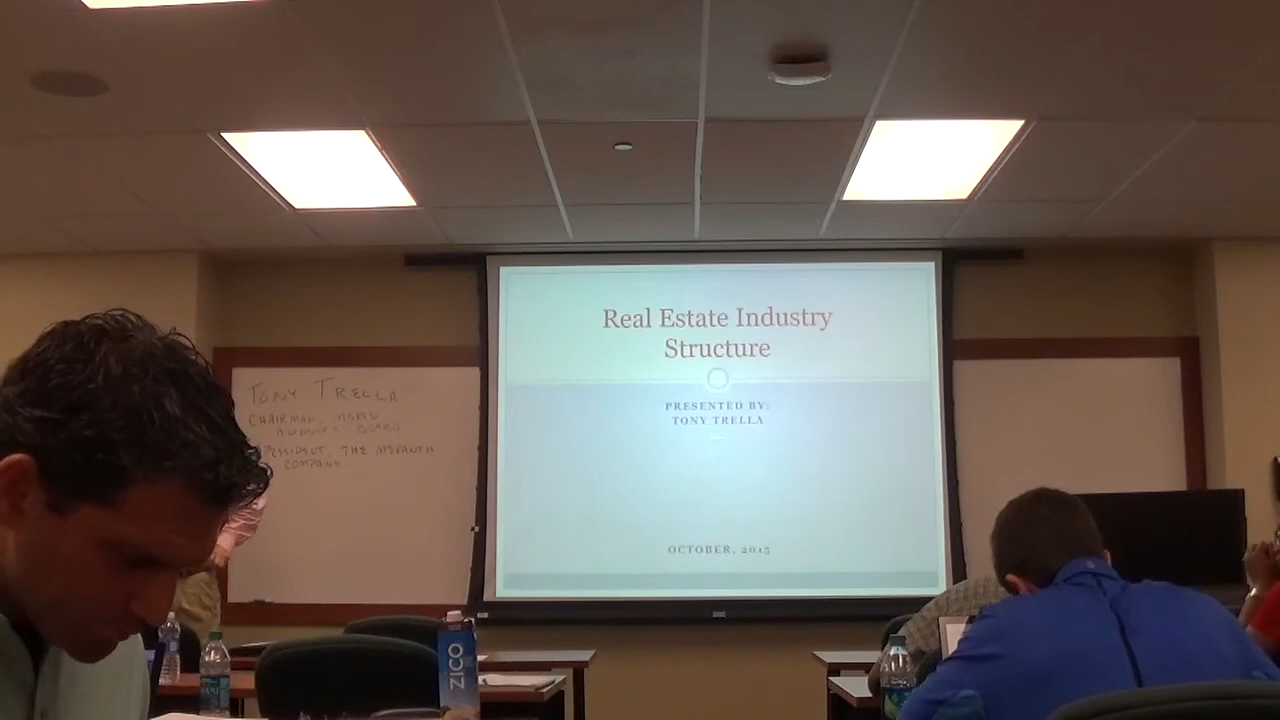 Real Estate Industry
Structure
PRESENTED BY:
TONY TRELLA
OCTOBER, 2015
TONY TRELLA
CHAIRMAN,
ADVISORY BOARD
PRESIDENT, THE
COMPANY
ZICO